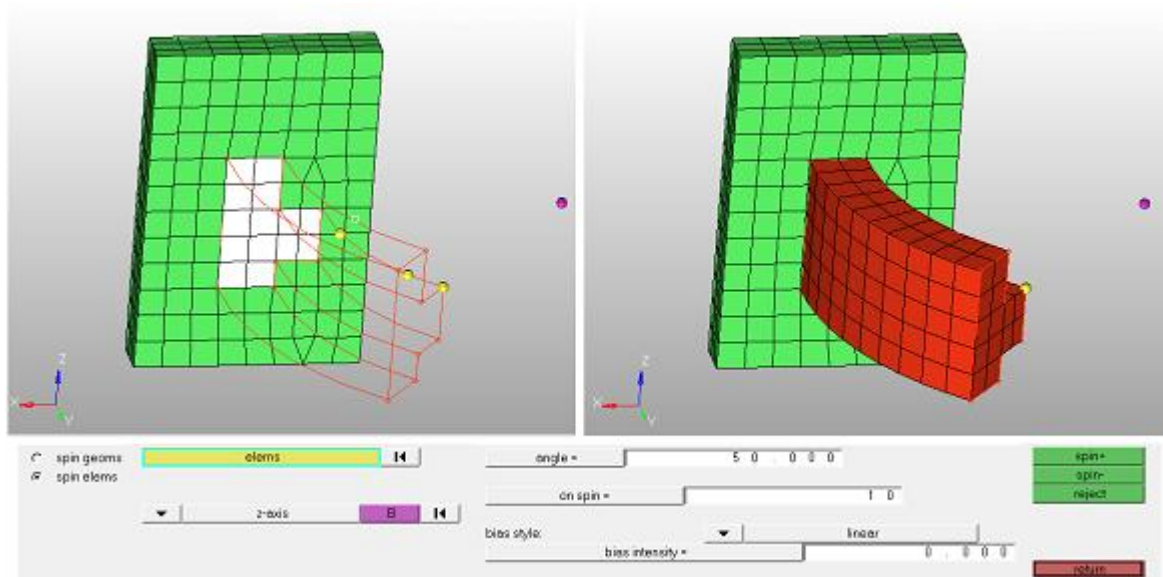 Z
X
Y
Z
X
Y
spin geoms
elems
angle =
50.000
spin+
spin elems
spin-
on spin =
10
reject
z-axis
B
bias style:
linear
bias intensity =
0.000
return